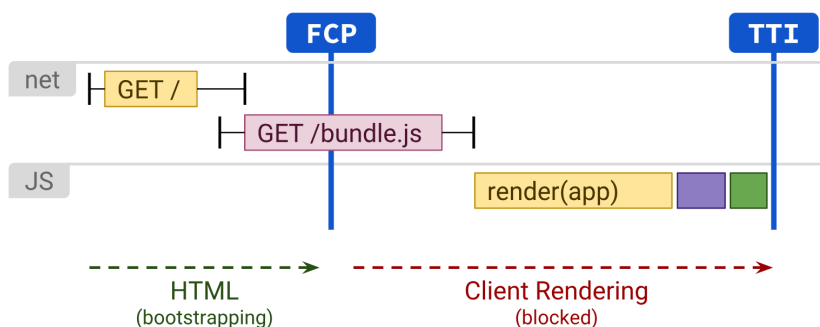 FCP
TTI
net
GET /
GET /bundle.js
JS
render(app)
HTML
(bootstrapping)
Client Rendering
(blocked)